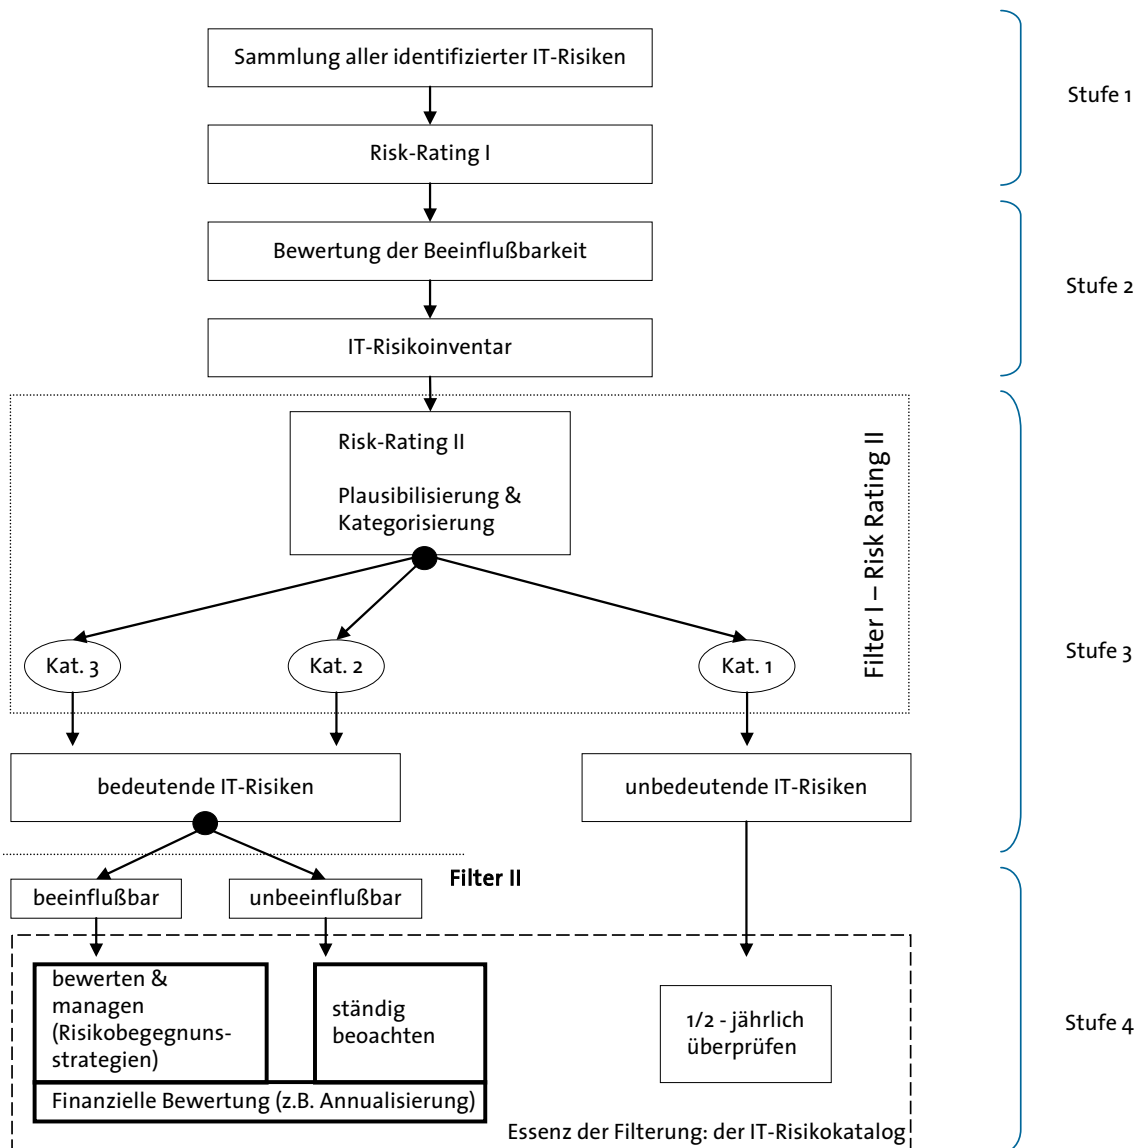 Sammlung aller identifizierter IT-Risiken
Stufe 1
Risk-Rating I
Bewertung der Beeinflußbarkeit
Stufe 2
IT-Risikoinventar
Risk-Rating II
Plausibilisierung &
Kategorisierung
Filter I – Risk Rating II
Kat. 3
Kat. 2
Kat. 1
Stufe 3
bedeutende IT-Risiken
unbedeutende IT-Risiken
Filter II
beeinflußbar
unbeeinflußbar
bewerten &
managen
(Risikobegegnuns-
strategien)
ständig
beoachten
1/2 - jährlich
überprüfen
Stufe 4
Finanzielle Bewertung (z.B. Annualisierung)
Essenz der Filterung: der IT-Risikokatalog